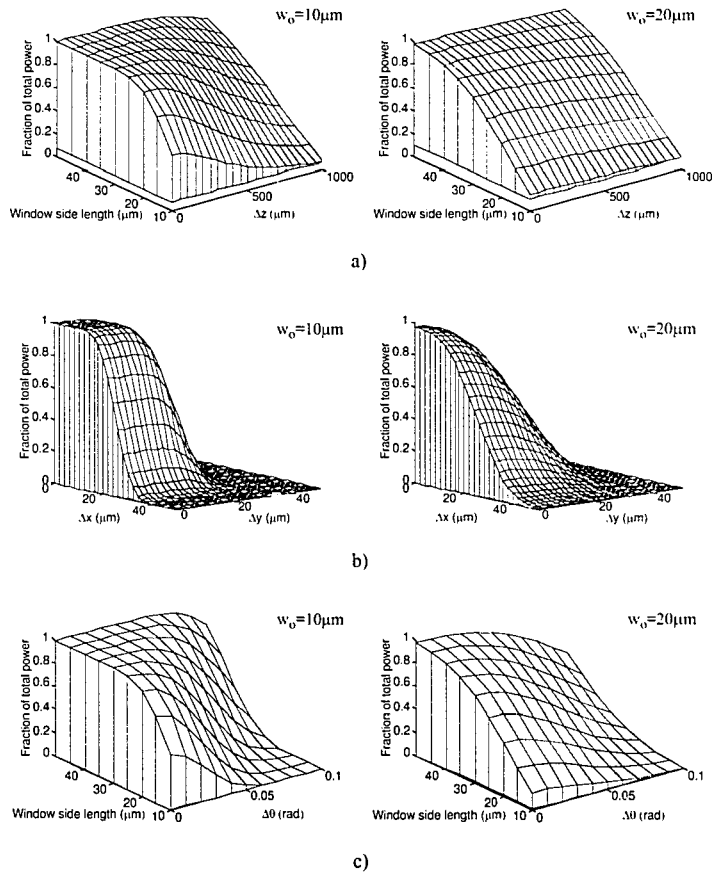 wₒ=10μm
wₒ=20μm
Fraction of total power
1
0.8
0.6
0.4
0.2
0
40
30
20
10
Window side length (μm)
0
500
1000
Δz (μm)
Fraction of total power
1
0.8
0.6
0.4
0.2
0
40
30
20
10
Window side length (μm)
0
500
1000
Δz (μm)
a)
wₒ=10μm
wₒ=20μm
Fraction of total power
1
0.8
0.6
0.4
0.2
0
0
20
40
Δx (μm)
0
20
40
Δy (μm)
Fraction of total power
1
0.8
0.6
0.4
0.2
0
0
20
40
Δx (μm)
0
20
40
Δy (μm)
b)
wₒ=10μm
wₒ=20μm
Fraction of total power
1
0.8
0.6
0.4
0.2
0
40
30
20
10
Window side length (μm)
0
0.05
0.1
Δθ (rad)
Fraction of total power
1
0.8
0.6
0.4
0.2
0
40
30
20
10
Window side length (μm)
0
0.05
0.1
Δθ (rad)
c)